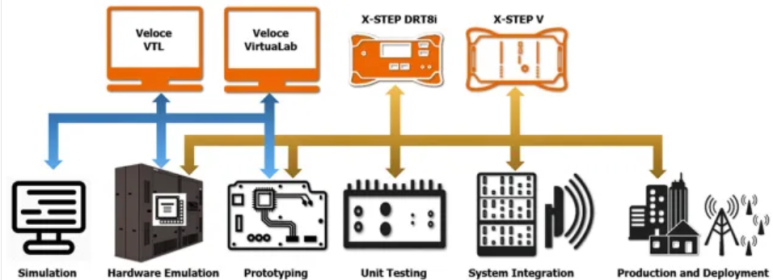 Veloce
VTL
Veloce
VirtuaLab
X-STEP DRT8i
X-STEP V
Simulation
Hardware Emulation
Prototyping
Unit Testing
System Integration
Production and Deployment